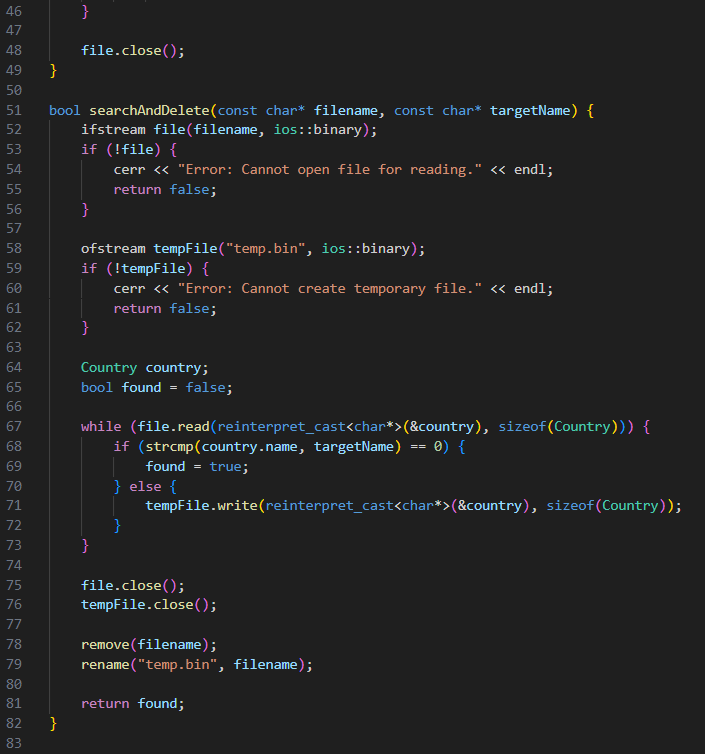 46         }
47
48         file.close();
49     }
50
51     bool searchAndDelete(const char* filename, const char* targetName) {
52         ifstream file(filename, ios::binary);
53         if (!file) {
54             cerr << "Error: Cannot open file for reading." << endl;
55             return false;
56         }
57
58         ofstream tempFile("temp.bin", ios::binary);
59         if (!tempFile) {
60             cerr << "Error: Cannot create temporary file." << endl;
61             return false;
62         }
63
64         Country country;
65         bool found = false;
66
67         while (file.read(reinterpret_cast<char*>(&country), sizeof(Country))) {
68             if (strcmp(country.name, targetName) == 0) {
69                 found = true;
70             } else {
71                 tempFile.write(reinterpret_cast<char*>(&country), sizeof(Country));
72             }
73         }
74
75         file.close();
76         tempFile.close();
77
78         remove(filename);
79         rename("temp.bin", filename);
80
81         return found;
82     }
83